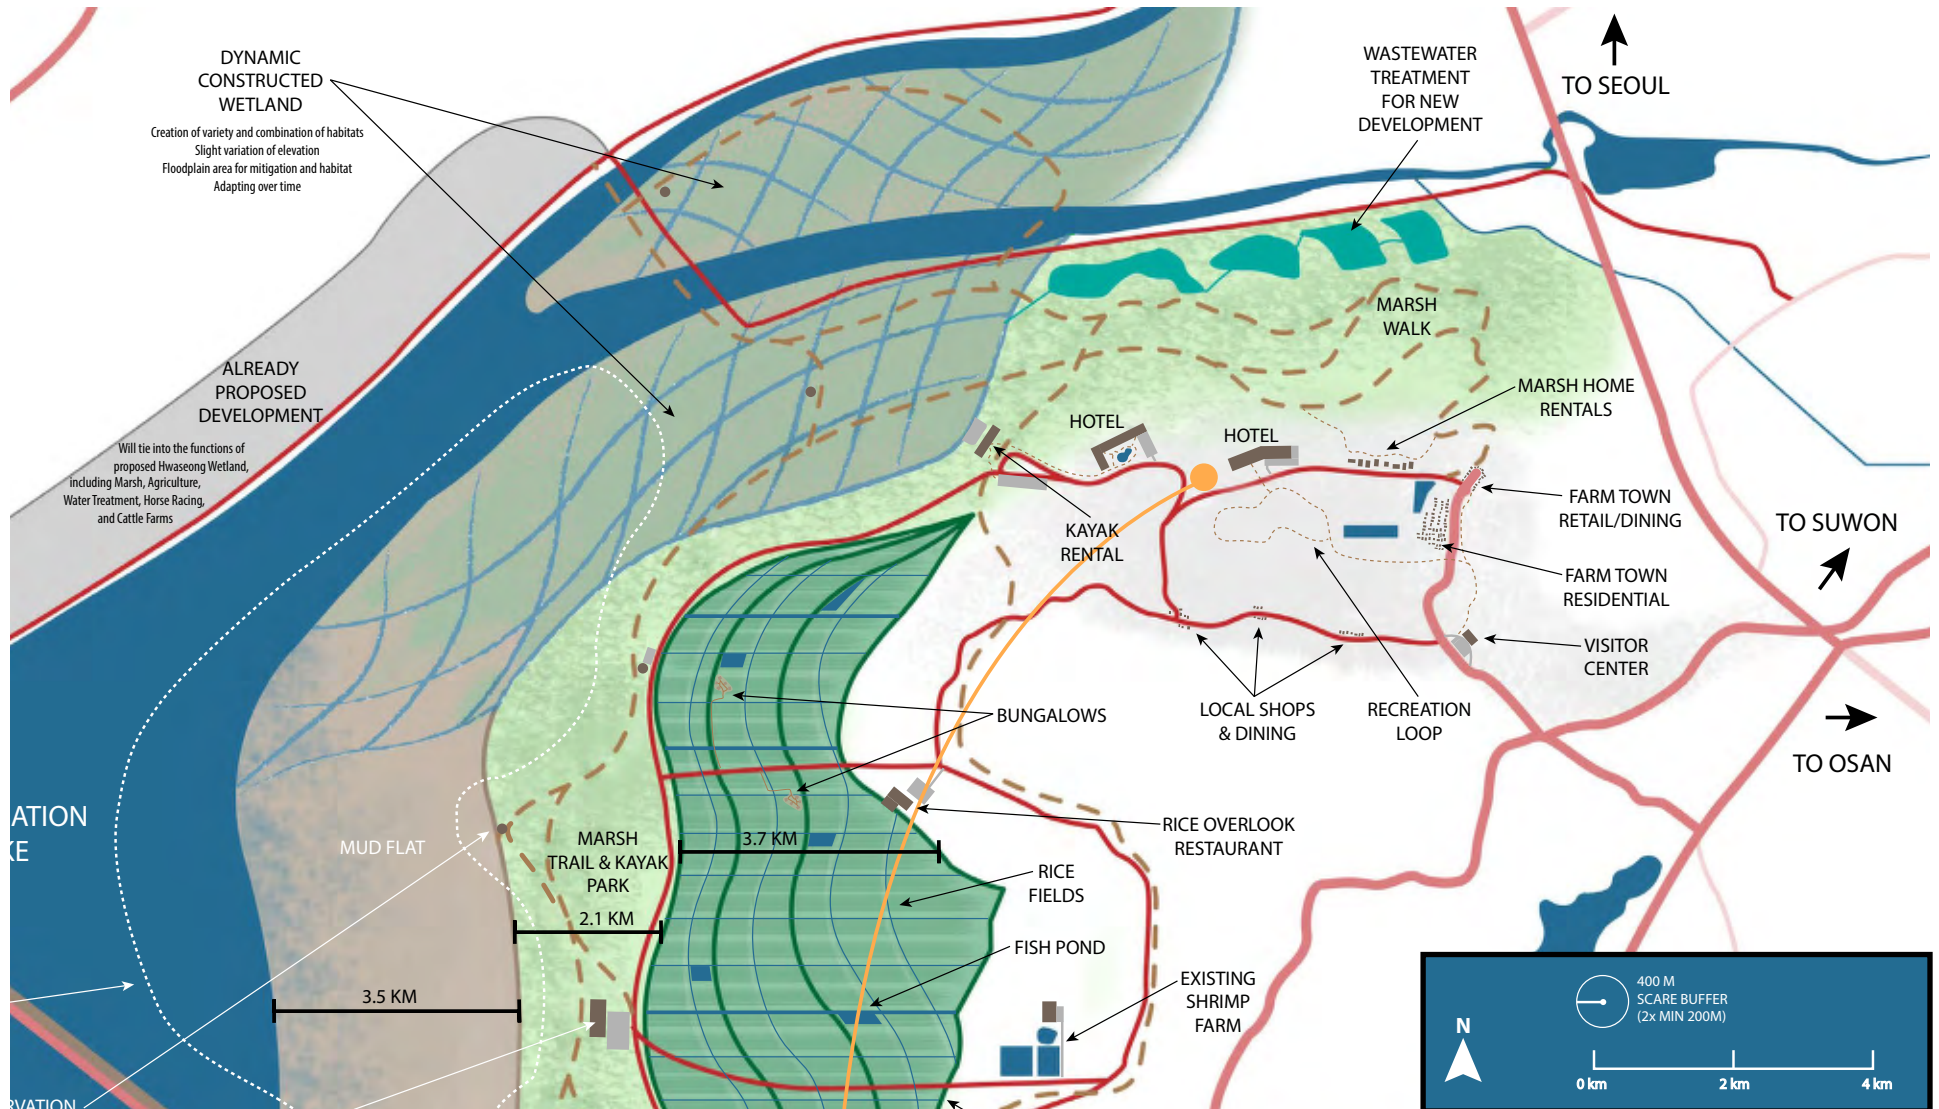 DYNAMIC
CONSTRUCTED
WETLAND
Creation of variety and combination of habitats
Slight variation of elevation
Floodplain area for mitigation and habitat
Adapting over time
WASTEWATER
TREATMENT
FOR NEW
DEVELOPMENT
TO SEOUL
ALREADY
PROPOSED
DEVELOPMENT
Will tie into the functions of
proposed Hwaseong Wetland,
including Marsh, Agriculture,
Water Treatment, Horse Racing,
and Cattle Farms
MARSH
WALK
MARSH HOME
RENTALS
HOTEL
HOTEL
KAYAK
RENTAL
FARM TOWN
RETAIL/DINING
TO SUWON
FARM TOWN
RESIDENTIAL
VISITOR
CENTER
BUNGALOWS
LOCAL SHOPS
& DINING
RECREATION
LOOP
TO OSAN
ATION
KE
MUD FLAT
MARSH
TRAIL & KAYAK
PARK
3.7 KM
RICE OVERLOOK
RESTAURANT
RICE
FIELDS
2.1 KM
FISH POND
3.5 KM
EXISTING
SHRIMP
FARM
400 M
SCARE BUFFER
(2x MIN 200M)
N
0 km
2 km
4 km
RVATION